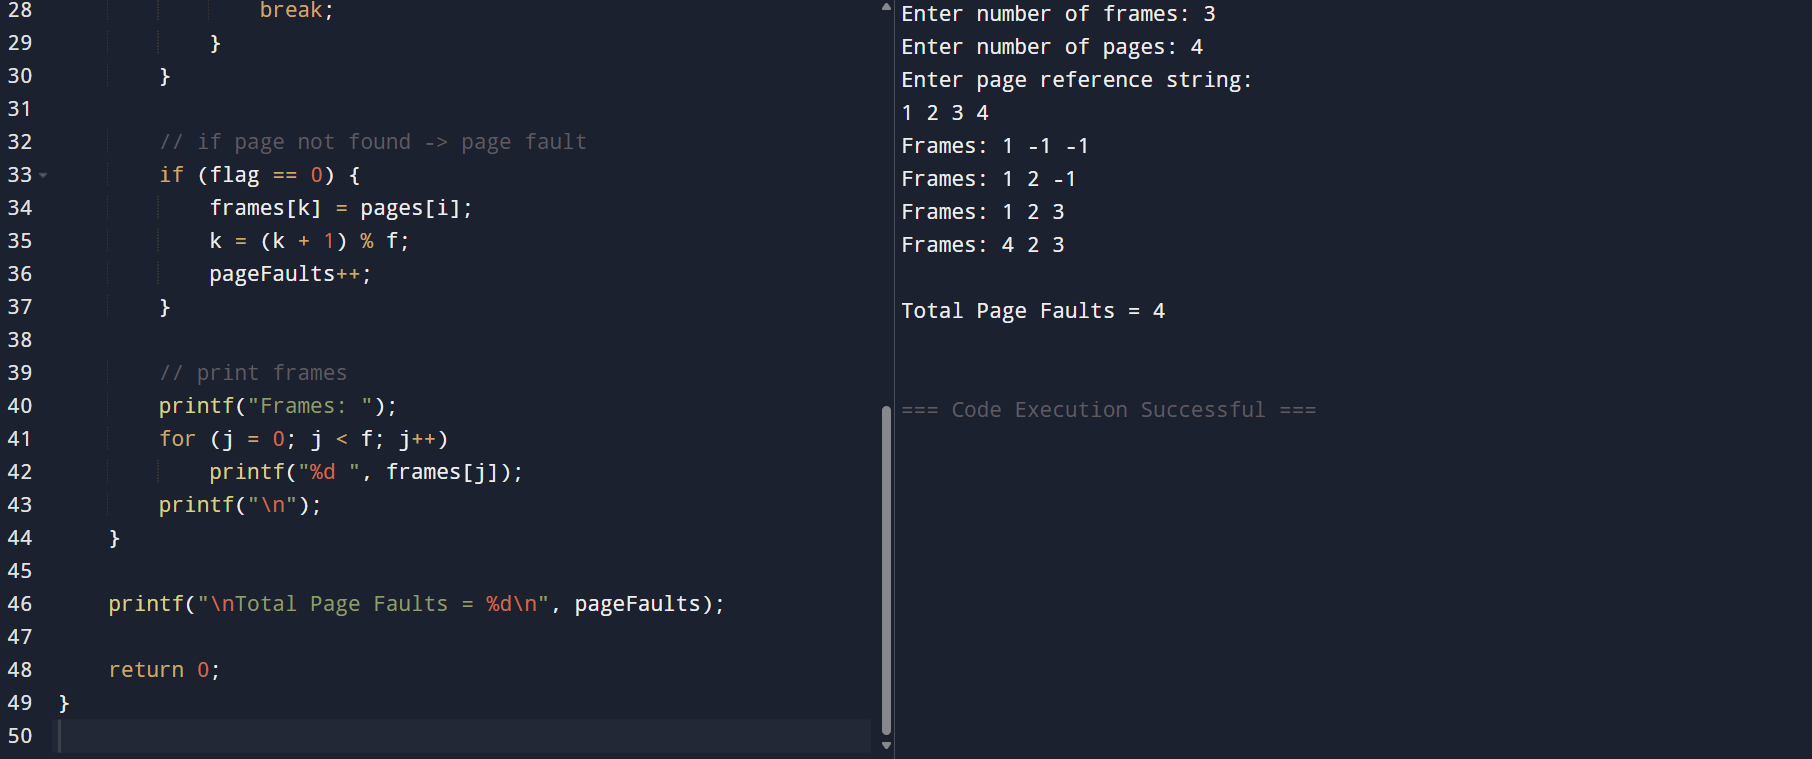 28                break;
29            }
30        }
31
32        // if page not found -> page fault
33        if (flag == 0) {
34            frames[k] = pages[i];
35            k = (k + 1) % f;
36            pageFaults++;
37        }
38
39        // print frames
40        printf("Frames: ");
41        for (j = 0; j < f; j++)
42            printf("%d ", frames[j]);
43        printf("\n");
44    }
45
46    printf("\nTotal Page Faults = %d\n", pageFaults);
47
48    return 0;
49 }
50
Enter number of frames: 3
Enter number of pages: 4
Enter page reference string:
1 2 3 4
Frames: 1 -1 -1
Frames: 1 2 -1
Frames: 1 2 3
Frames: 4 2 3

Total Page Faults = 4

=== Code Execution Successful ===